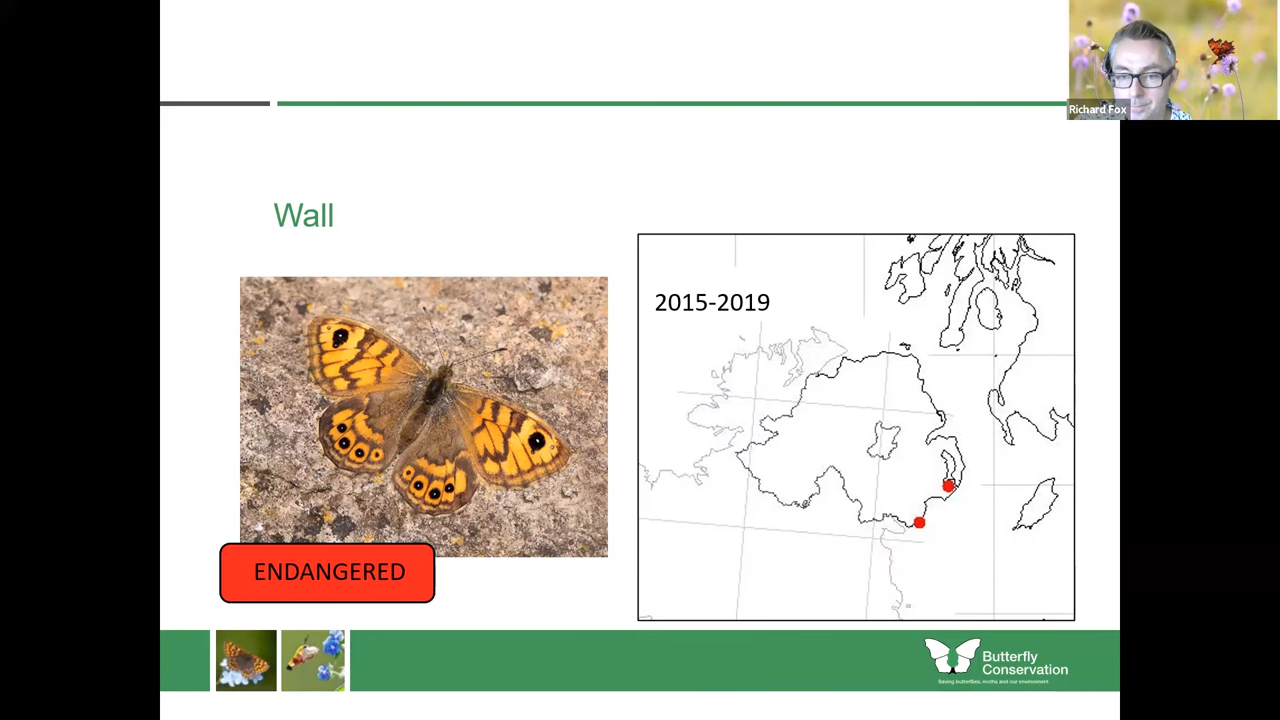 Richard Fox
Wall
2015-2019
ENDANGERED
Butterfly
Conservation
Saving butterflies, moths and our environment